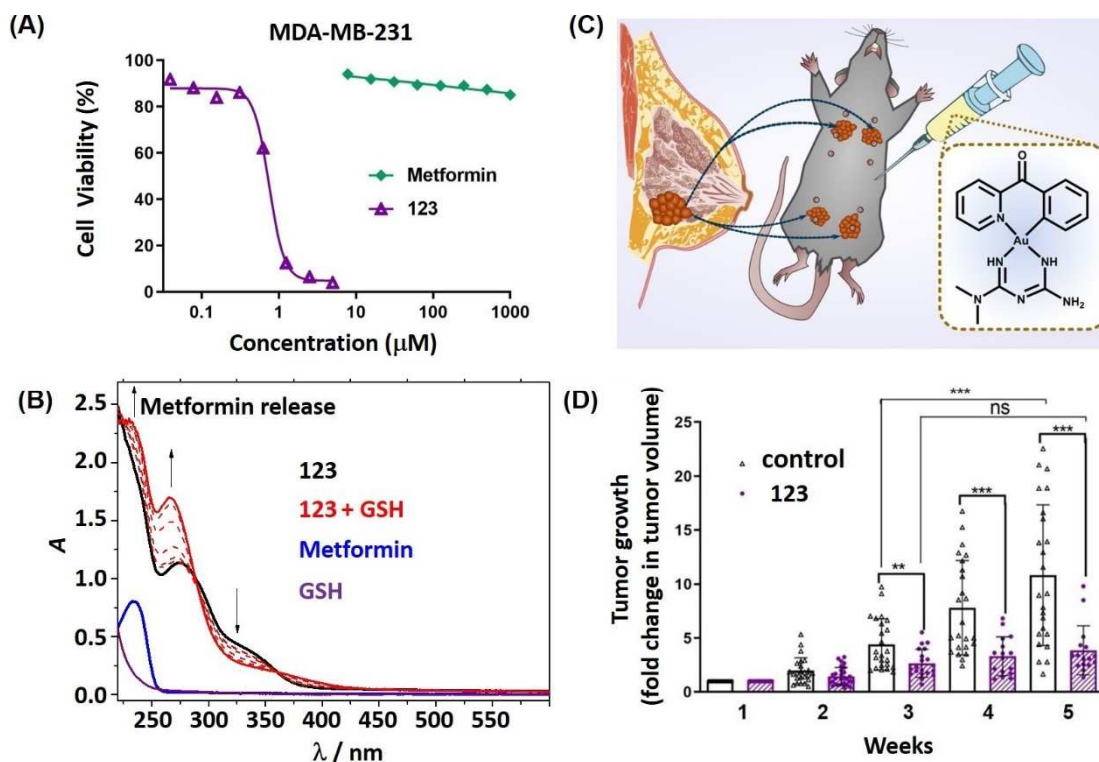 (A)
MDA-MB-231
Cell Viability (%)
100
80
60
40
20
0
Metformin
123
0.1
1
10
100
1000
Concentration (μM)
(B)
2.5
2.0
1.5
1.0
0.5
0.0
A
Metformin release
123
123 + GSH
Metformin
GSH
250
300
350
400
450
500
550
λ / nm
(C)
O
N
Au
HN
NH
N
N
NH2
(D)
Tumor growth
(fold change in tumor volume)
25
20
15
10
5
0
***
ns
***
***
**
control
123
1
2
3
4
5
Weeks